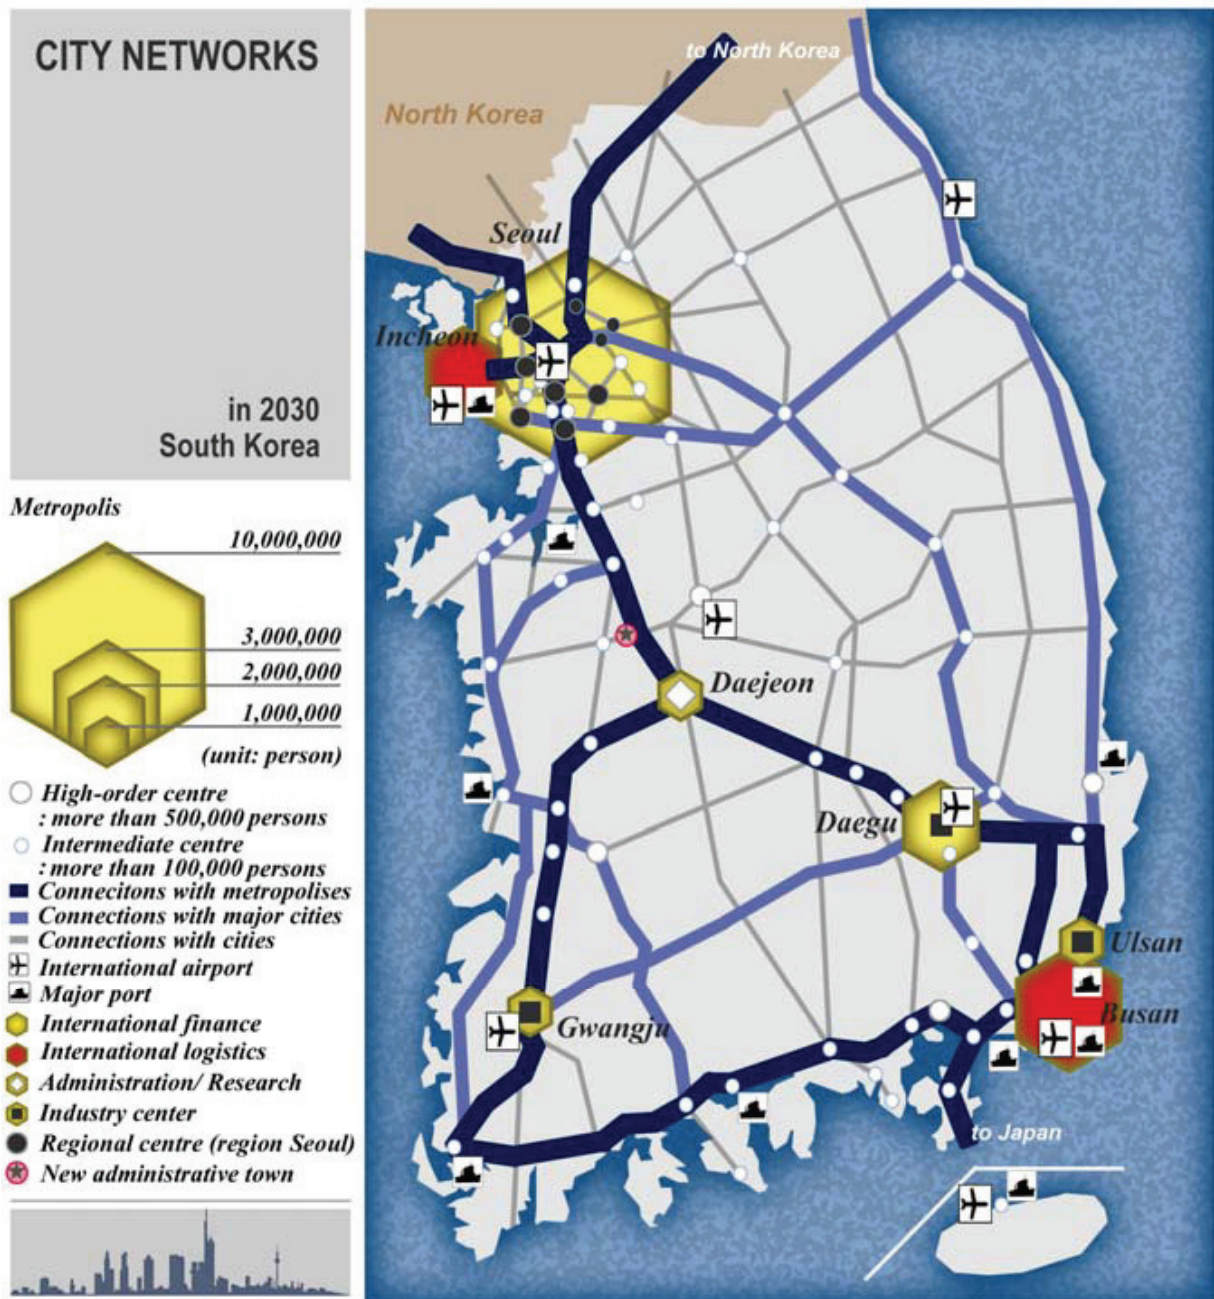 CITY NETWORKS
in 2030
South Korea
Metropolis
10,000,000
3,000,000
2,000,000
1,000,000
(unit: person)
High-order centre
: more than 500,000 persons
Intermediate centre
: more than 100,000 persons
Connecitons with metropolises
Connections with major cities
Connections with cities
International airport
Major port
International finance
International logistics
Administration/ Research
Industry center
Regional centre (region Seoul)
New administrative town
to North Korea
North Korea
Seoul
Incheon
Daejeon
Daegu
Ulsan
Busan
Gwangju
to Japan